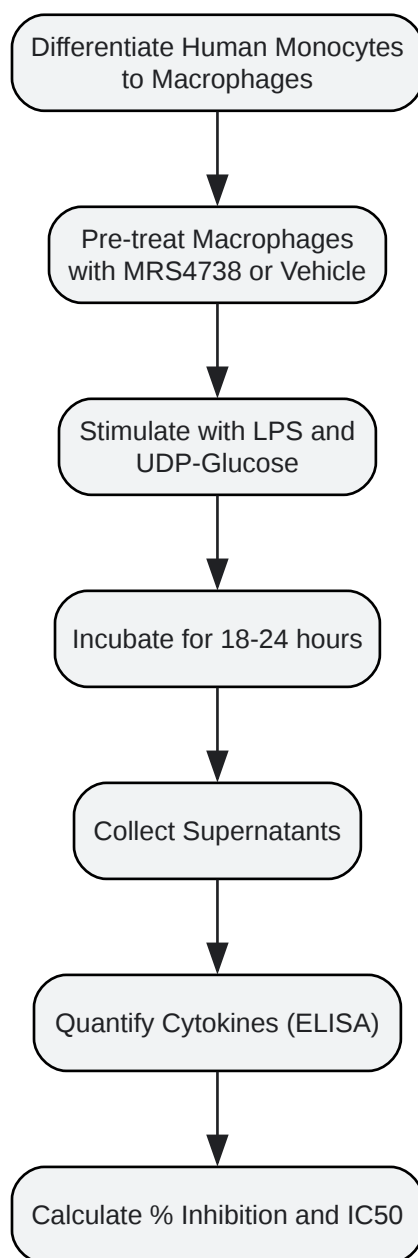 Differentiate Human Monocytes
to Macrophages
Pre-treat Macrophages
with MRS4738 or Vehicle
Stimulate with LPS and
UDP-Glucose
Incubate for 18-24 hours
Collect Supernatants
Quantify Cytokines (ELISA)
Calculate % Inhibition and IC50